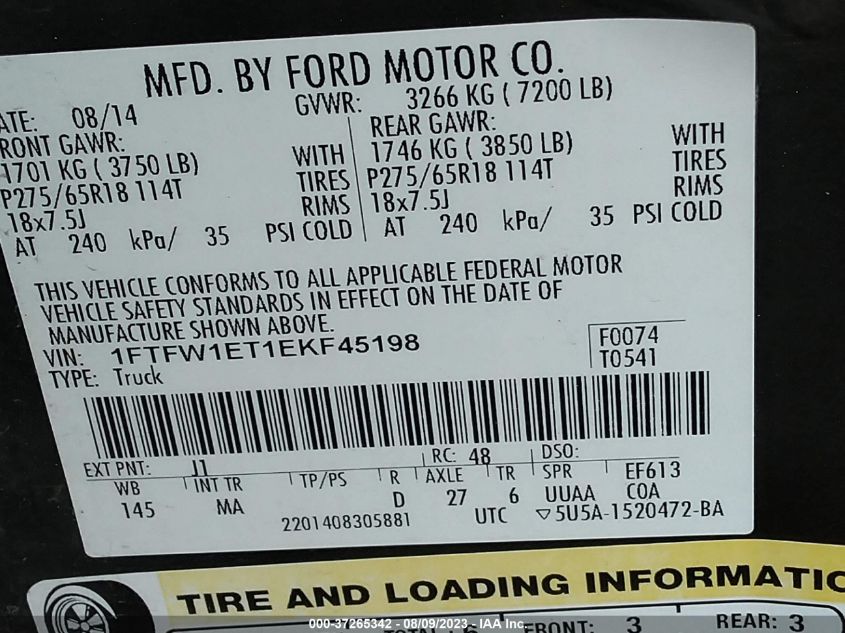 MFD. BY FORD MOTOR CO.
ATE: 08/14 GVWR: 3266 KG ( 7200 LB)
RONT GAWR: REAR GAWR:
1701 KG ( 3750 LB) WITH 1746 KG ( 3850 LB) WITH
P275/65R18 114T TIRES P275/65R18 114T TIRES
18x7.5J RIMS 18x7.5J RIMS
AT 240 kPa/ 35 PSI COLD AT 240 kPa/ 35 PSI COLD
THIS VEHICLE CONFORMS TO ALL APPLICABLE FEDERAL MOTOR
VEHICLE SAFETY STANDARDS IN EFFECT ON THE DATE OF
MANUFACTURE SHOWN ABOVE.
VIN: 1FTFW1ET1EKF45198 F0074
TYPE: Truck T0541
EXT PNT: J1 RC: 48 DSO:
WB INT TR TP/PS R AXLE TR SPR EF613
145 MA D 27 6 UUAA COA
2201408305881 UTC ▽5U5A-1520472-BA
TIRE AND LOADING INFORMATIO
000-37265342 - 08/09/2023 - IAA Inc.
FRONT: 3 REAR: 3